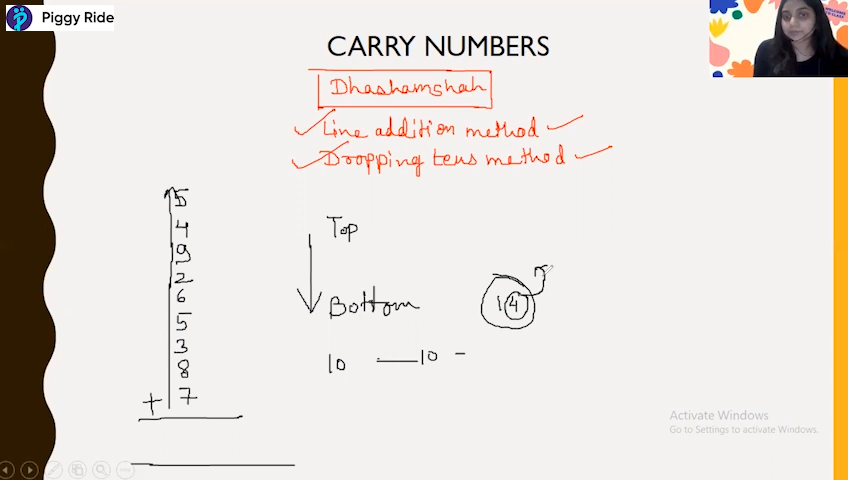 Piggy Ride
CARRY NUMBERS
Dhashamshah
Line addition method
Dropping tens method
5
4
9
2
6
5
3
8
+ 7
Top
Bottom
10 — 10 -
14
Activate Windows
Go to Settings to activate Windows.